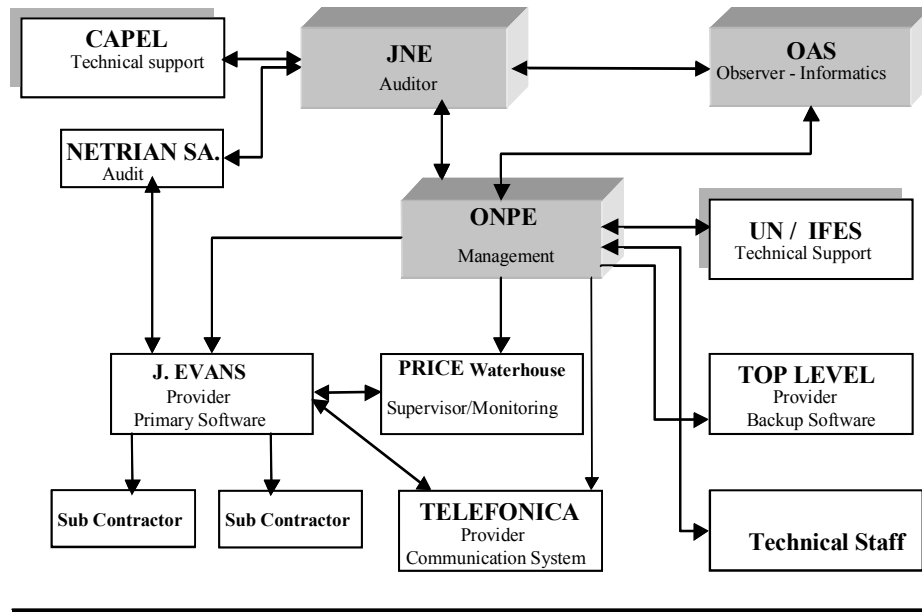 CAPEL
Technical support
JNE
Auditor
OAS
Observer - Informatics
NETRIAN SA.
Audit
ONPE
Management
UN / IFES
Technical Support
J. EVANS
Provider
Primary Software
PRICE Waterhouse
Supervisor/Monitoring
TOP LEVEL
Provider
Backup Software
Sub Contractor
Sub Contractor
TELEFONICA
Provider
Communication System
Technical Staff